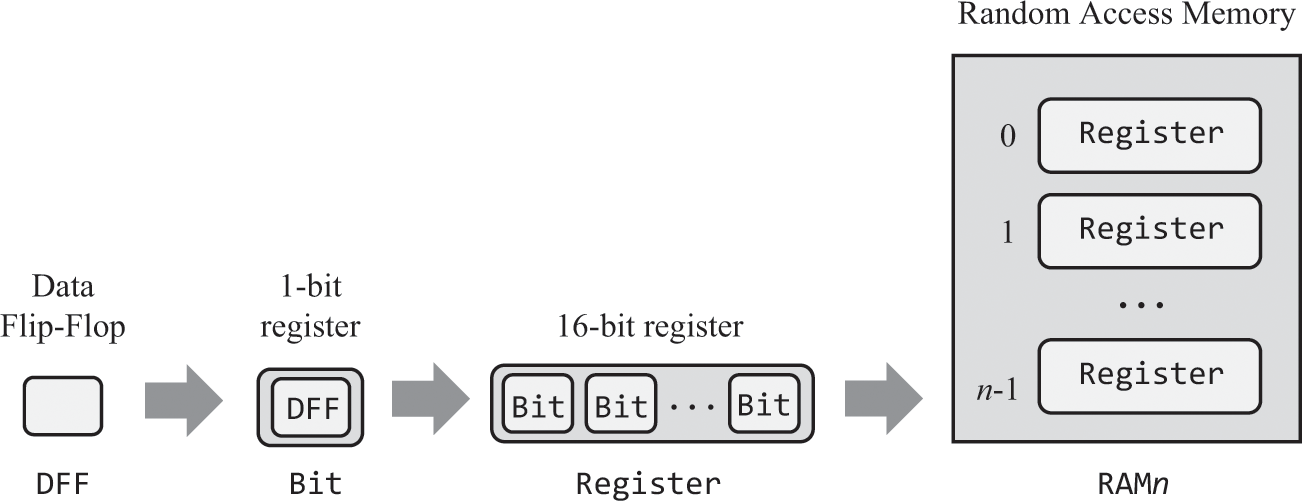 Random Access Memory
0 Register
1 Register
...
n-1 Register
RAMn
Data
Flip-Flop
DFF
1-bit
register
DFF
Bit
16-bit register
Bit Bit ... Bit
Register